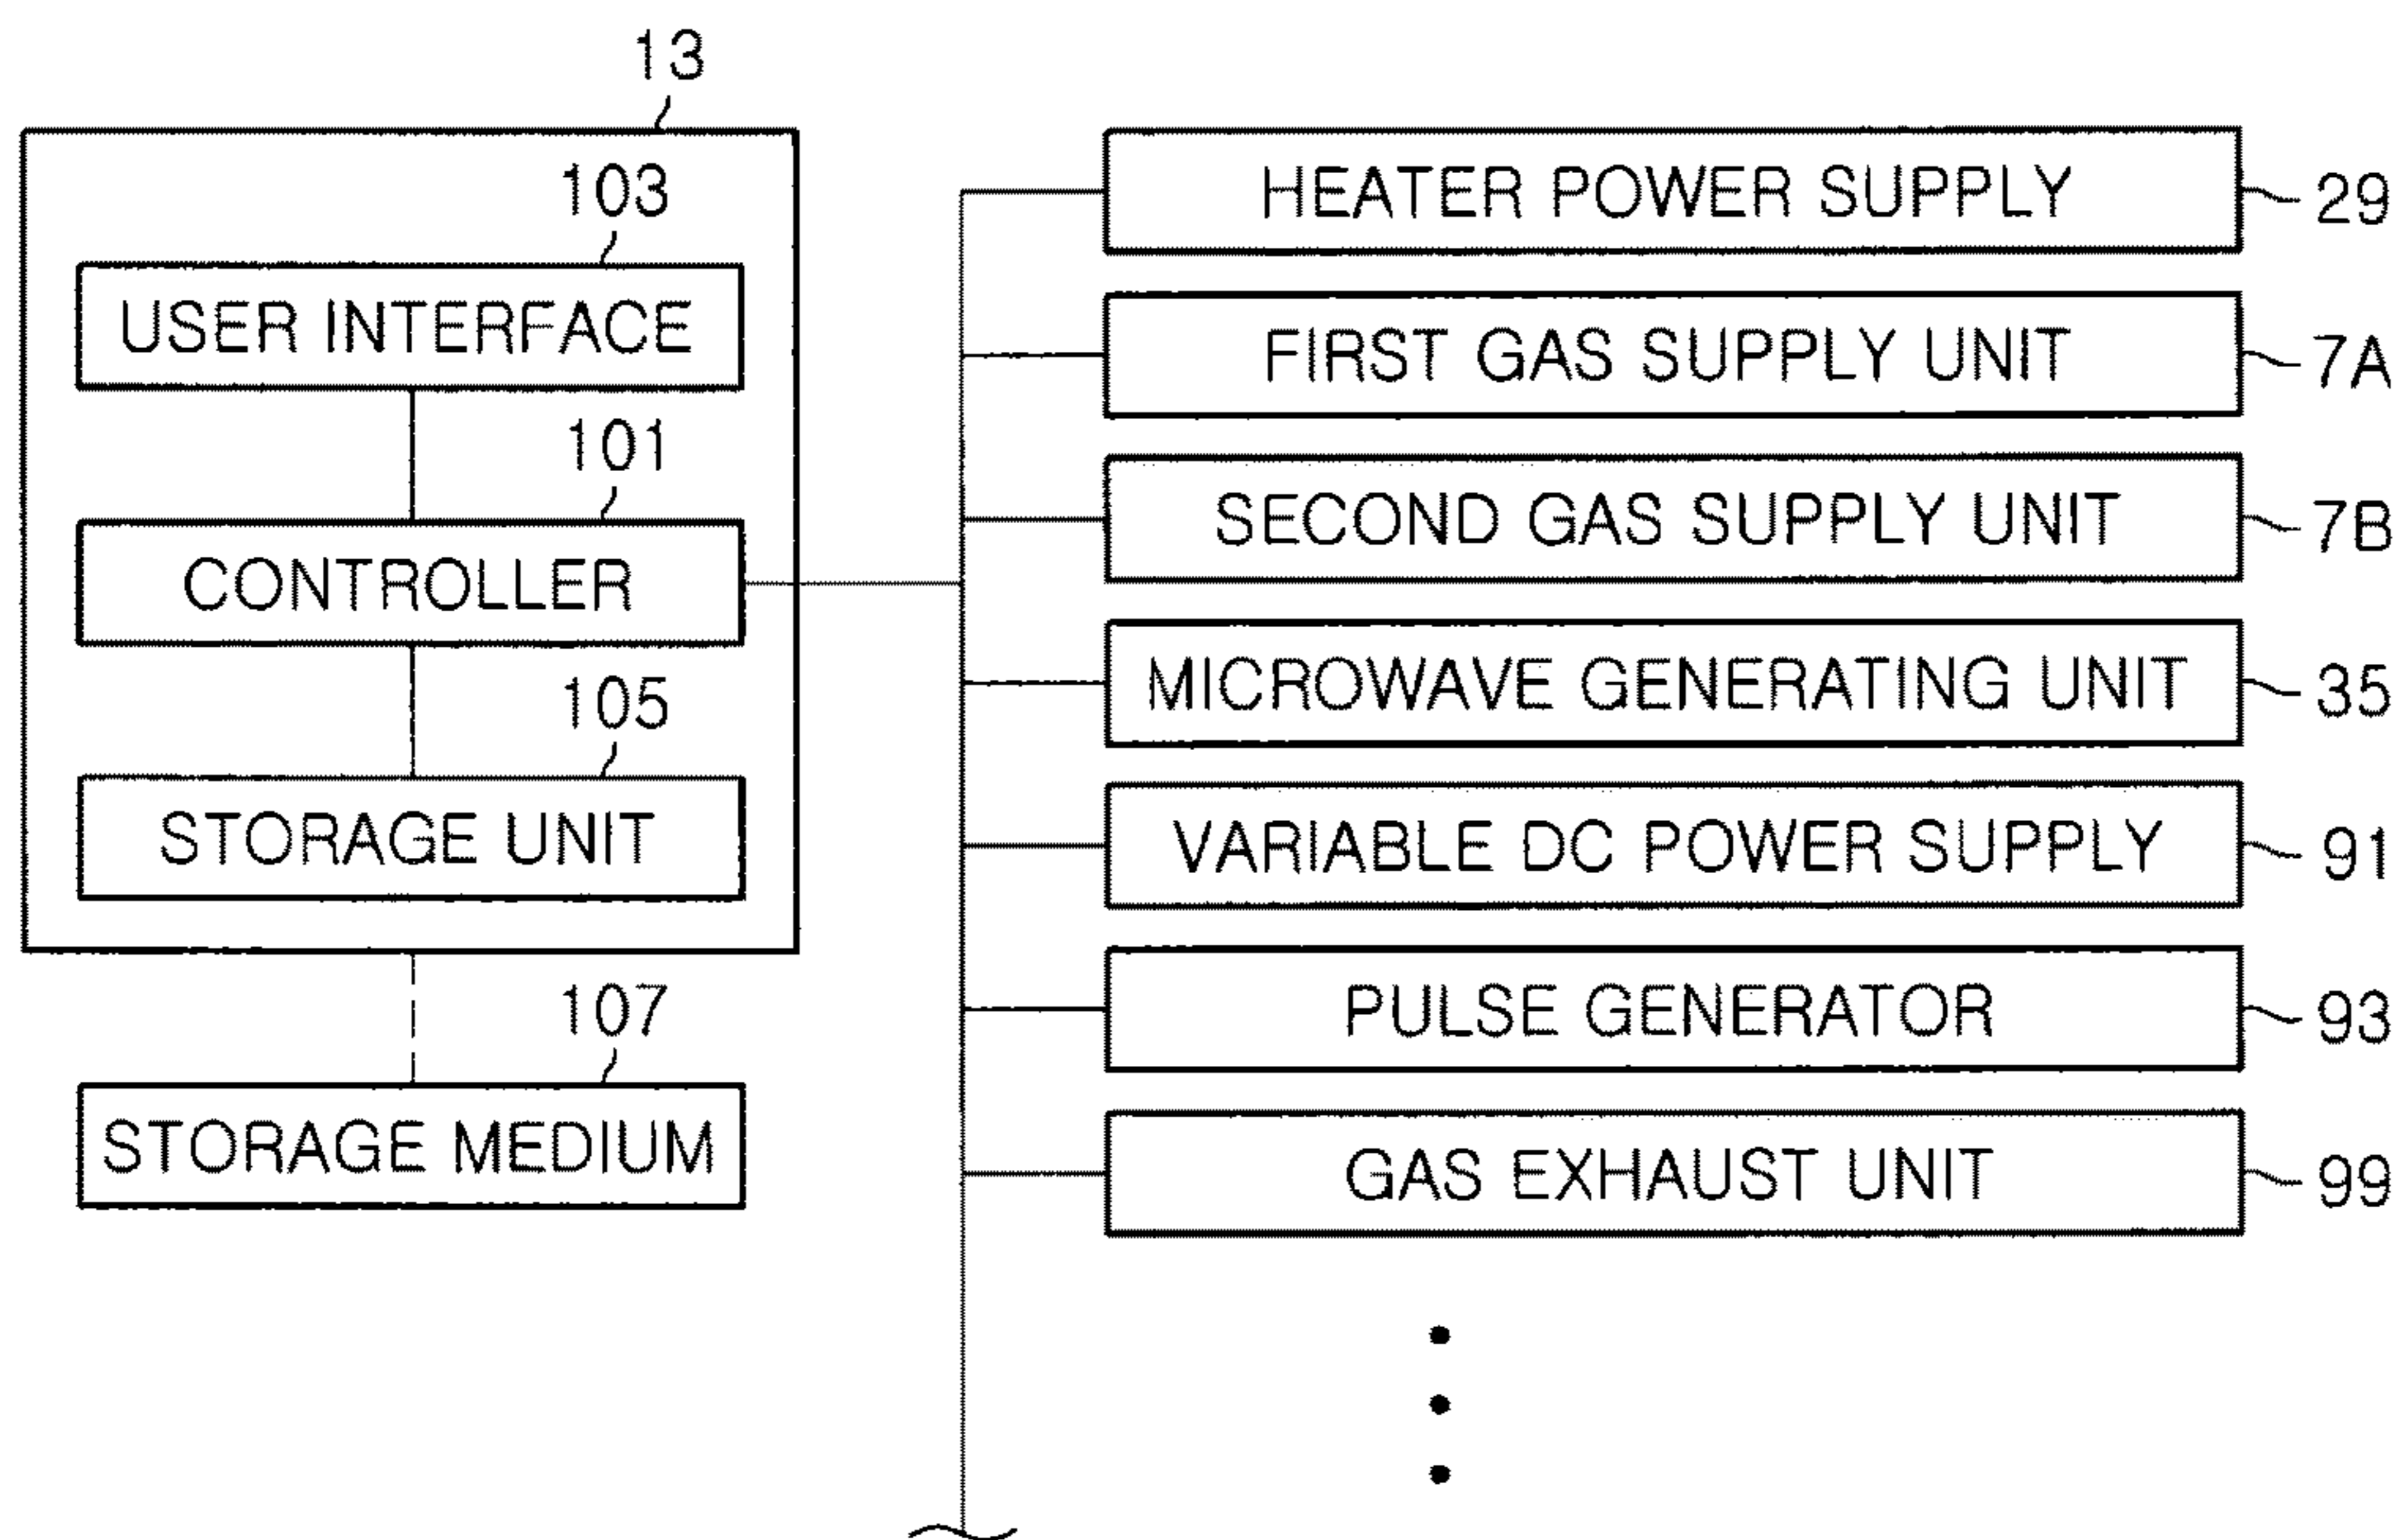 13
103
USER INTERFACE
101
CONTROLLER
105
STORAGE UNIT
107
STORAGE MEDIUM
HEATER POWER SUPPLY 29
FIRST GAS SUPPLY UNIT 7A
SECOND GAS SUPPLY UNIT 7B
MICROWAVE GENERATING UNIT 35
VARIABLE DC POWER SUPPLY 91
PULSE GENERATOR 93
GAS EXHAUST UNIT 99